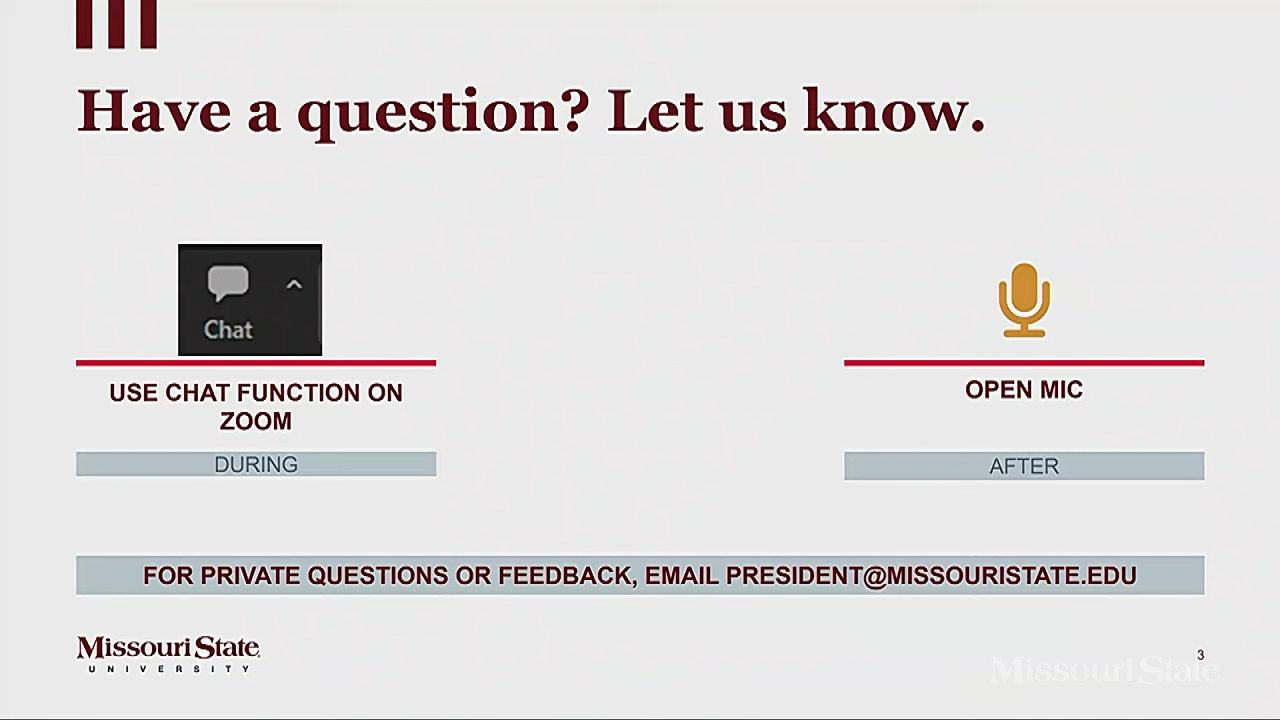 Have a question? Let us know.
Chat
USE CHAT FUNCTION ON
ZOOM
DURING
OPEN MIC
AFTER
FOR PRIVATE QUESTIONS OR FEEDBACK, EMAIL PRESIDENT@MISSOURISTATE.EDU
Missouri State
UNIVERSITY
3
Missouri State